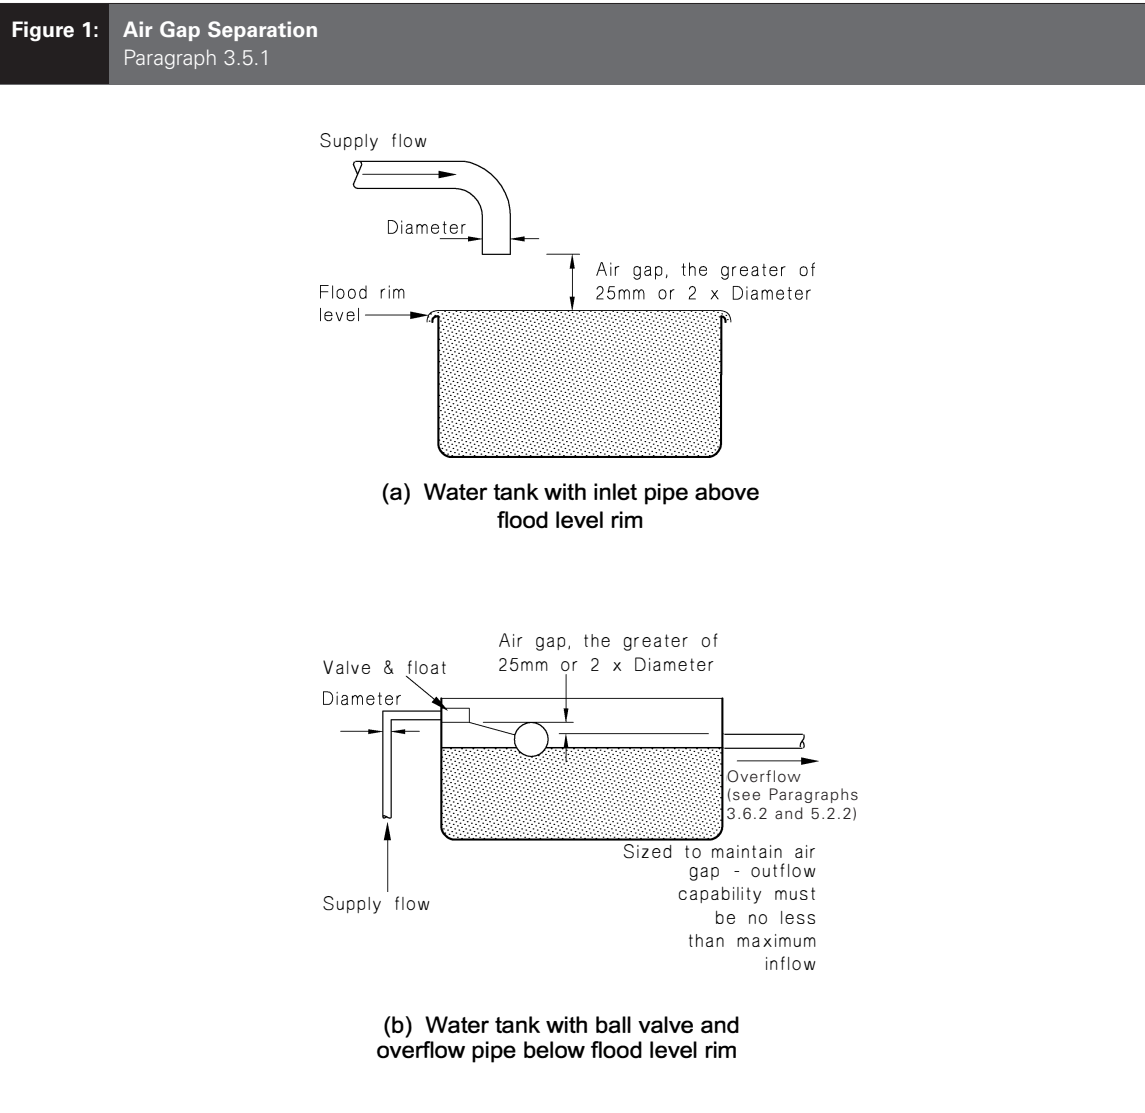 Figure 1:
Air Gap Separation
Paragraph 3.5.1
Supply flow
Diameter
Air gap, the greater of
25mm or 2 x Diameter
Flood rim
level
(a) Water tank with inlet pipe above
flood level rim
Air gap, the greater of
25mm or 2 x Diameter
Valve & float
Diameter
Overflow
(see Paragraphs
3.6.2 and 5.2.2)
Sized to maintain air
gap - outflow
capability must
be no less
than maximum
inflow
Supply flow
(b) Water tank with ball valve and
overflow pipe below flood level rim